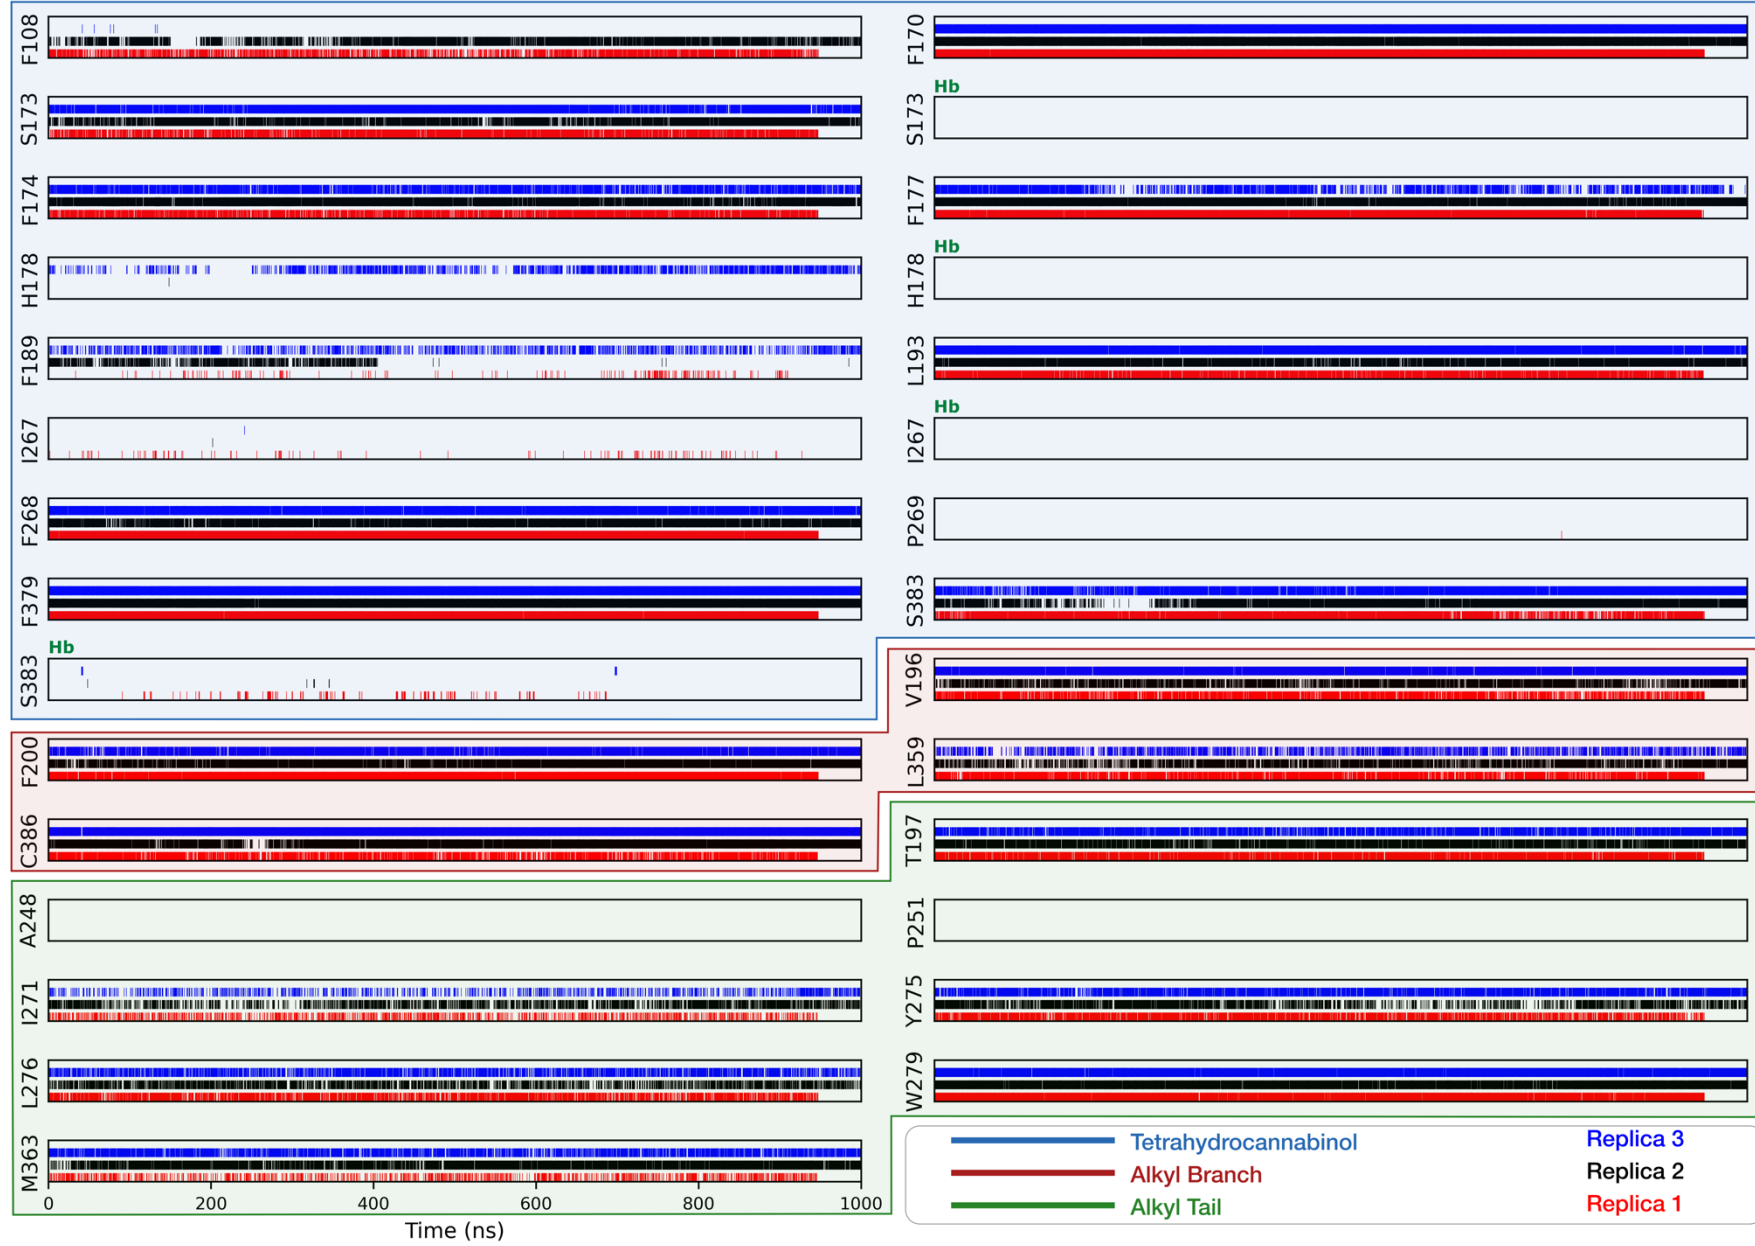 F108
F170
Hb
S173
S173
F174
F177
Hb
H178
H178
F189
L193
Hb
I267
I267
F268
P269
F379
S383
Hb
S383
V196
F200
L359
C386
T197
A248
P251
I271
Y275
L276
W279
M363
0 200 400 600 800 1000
Time (ns)
Tetrahydrocannabinol Replica 3
Alkyl Branch Replica 2
Alkyl Tail Replica 1